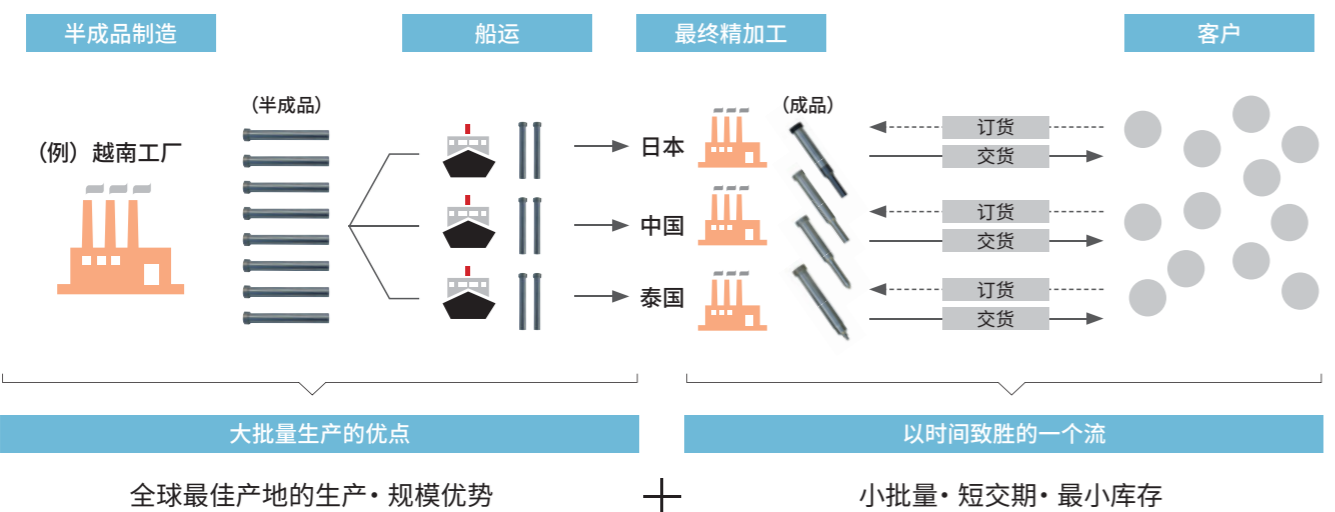 半成品制造
船运
最终精加工
客户
（半成品）
（成品）
（例）越南工厂
日本
订货
交货
中国
订货
交货
泰国
订货
交货
大批量生产的优点
以时间致胜的一个流
全球最佳产地的生产・规模优势
＋
小批量・短交期・最小库存